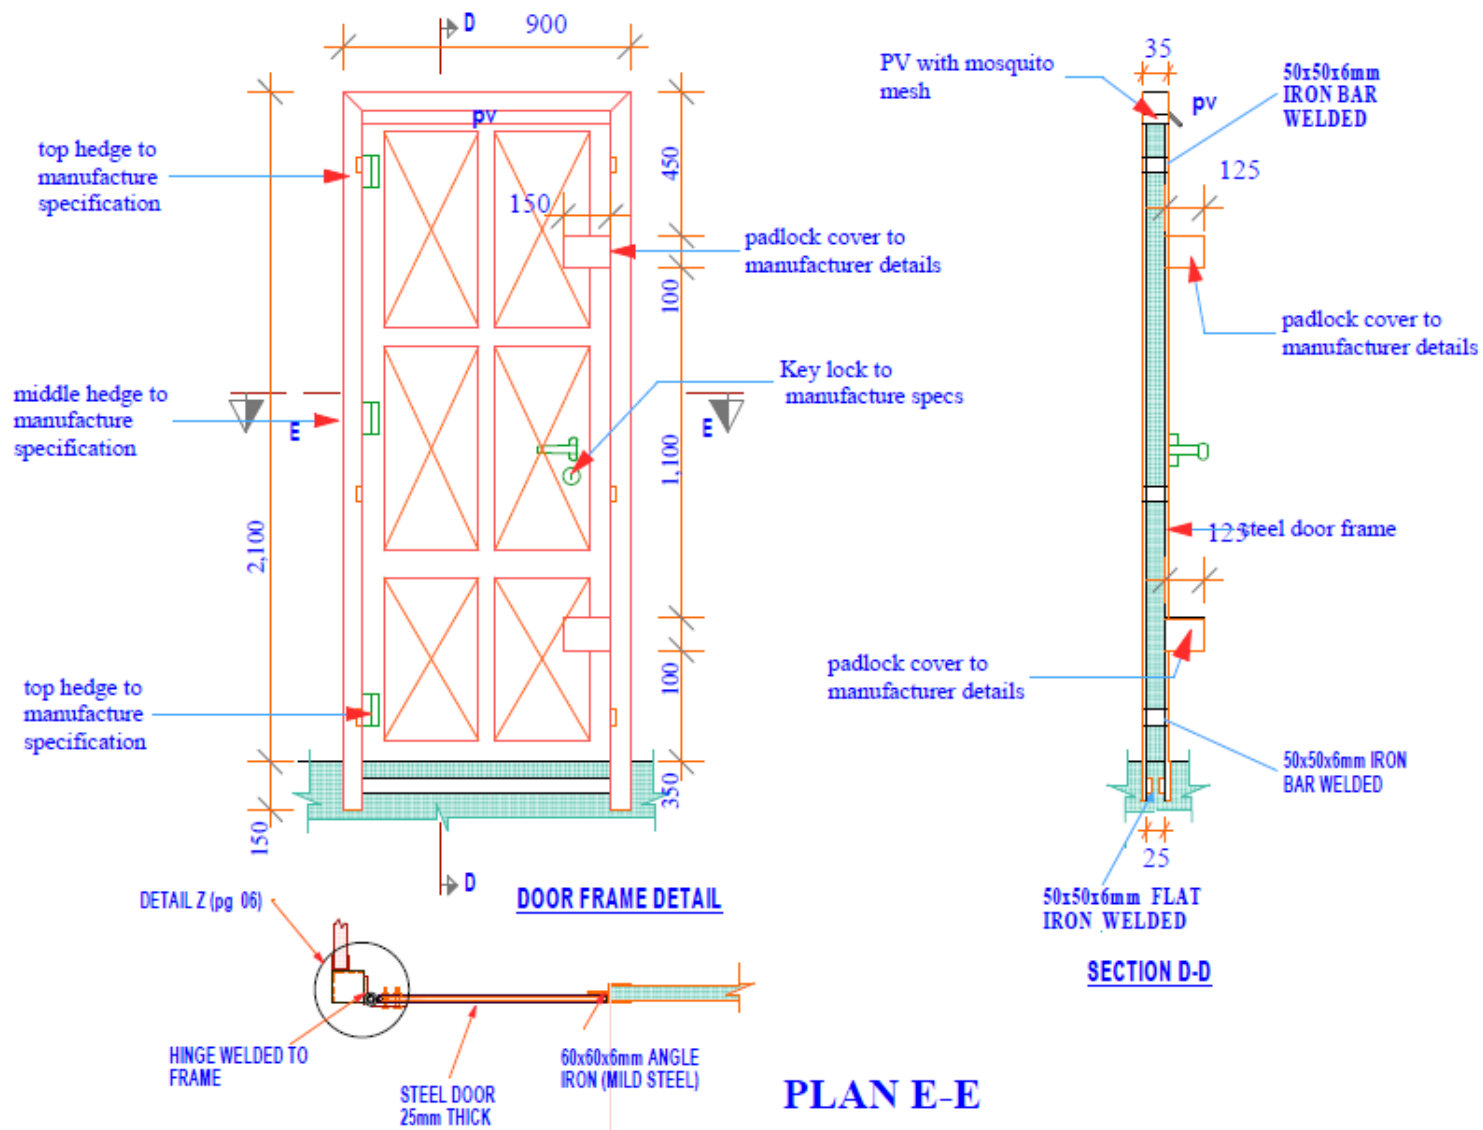 D
900
35
PV with mosquito
mesh
50x50x6mm
IRON BAR
WELDED
pv
pv
top hedge to
manufacture
specification
450
125
150
padlock cover to
manufacturer details
100
padlock cover to
manufacturer details
Key lock to
manufacture specs
middle hedge to
manufacture
specification
E
E
1,100
2,100
125
steel door frame
padlock cover to
manufacturer details
100
top hedge to
manufacture
specification
50x50x6mm IRON
BAR WELDED
350
150
25
D
DOOR FRAME DETAIL
DETAIL Z (pg 06)
50x50x6mm FLAT
IRON WELDED
SECTION D-D
HINGE WELDED TO
FRAME
60x60x6mm ANGLE
IRON (MILD STEEL)
STEEL DOOR
25mm THICK
PLAN E-E